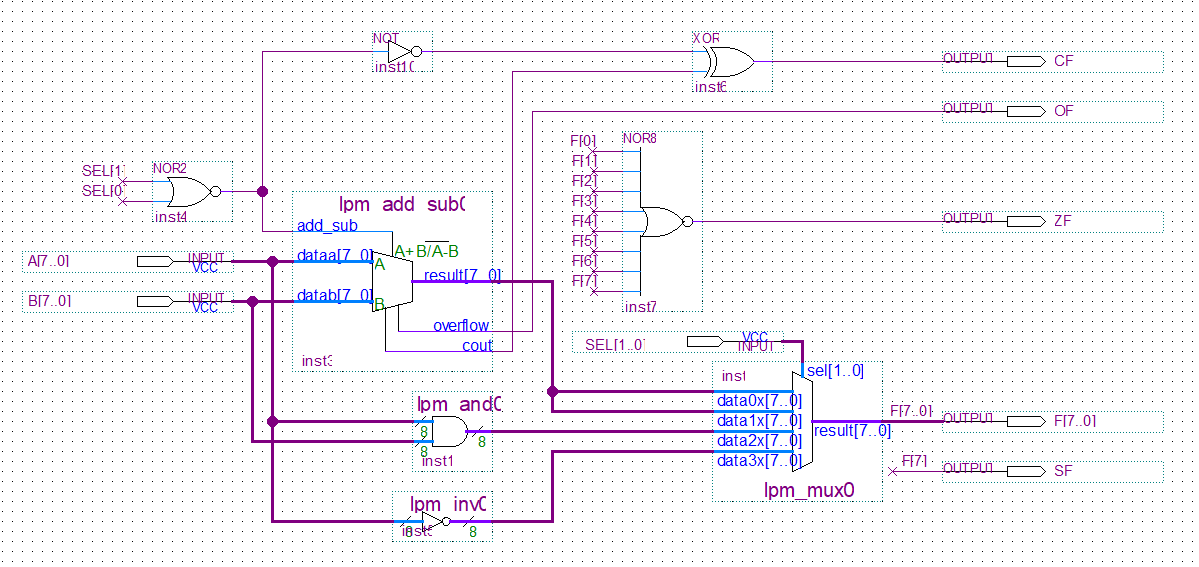 NOT
inst10
XOR
inst6
OUTPUT
CF
OUTPUT
OF
SEL[1]
SEL[0]
NOR2
inst4
F[0]
F[1]
F[2]
F[3]
F[4]
F[5]
F[6]
F[7]
NOR8
inst7
OUTPUT
ZF
lpm_add_sub0
add_sub
A+B/A-B
dataa[7..0]
A
result[7..0]
datab[7..0]
B
overflow
cout
inst3
A[7..0]
INPUT
VCC
B[7..0]
INPUT
VCC
SEL[1..0]
VCC
INPUT
inst
sel[1..0]
data0x[7..0]
data1x[7..0]
data2x[7..0]
data3x[7..0]
result[7..0]
lpm_mux0
F[7..0]
OUTPUT
F[7..0]
F[7]
OUTPUT
SF
lpm_and0
8
8
8
inst1
lpm_inv0
8
8